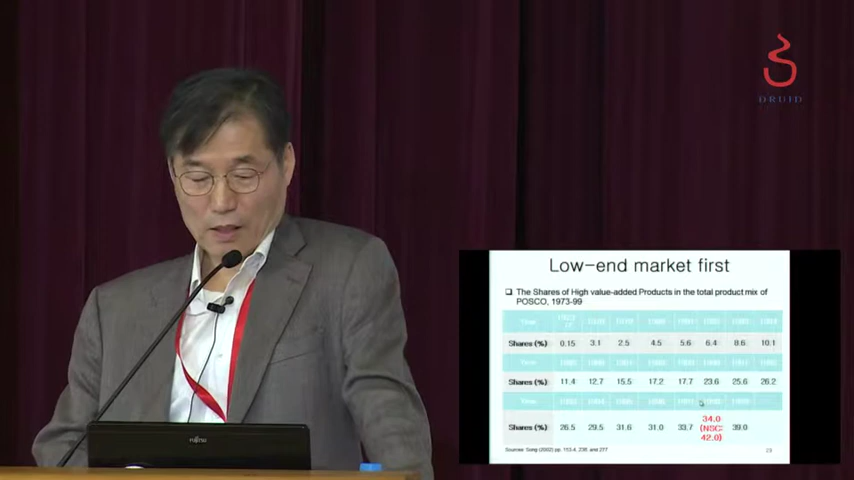 DRUID
Low-end market first
❑ The Shares of High value-added Products in the total product mix of
POSCO, 1973-99
Shares (%) 0.15 3.1 2.5 4.5 5.6 6.4 8.6 10.1
Shares (%) 11.4 12.7 15.5 17.2 17.7 23.6 25.6 26.2
Shares (%) 26.5 29.5 31.6 31.0 33.7 34.0 (NSC: 42.0) 39.0
Sources: Song (2002) pp. 153-4, 238, and 277
FUJITSU